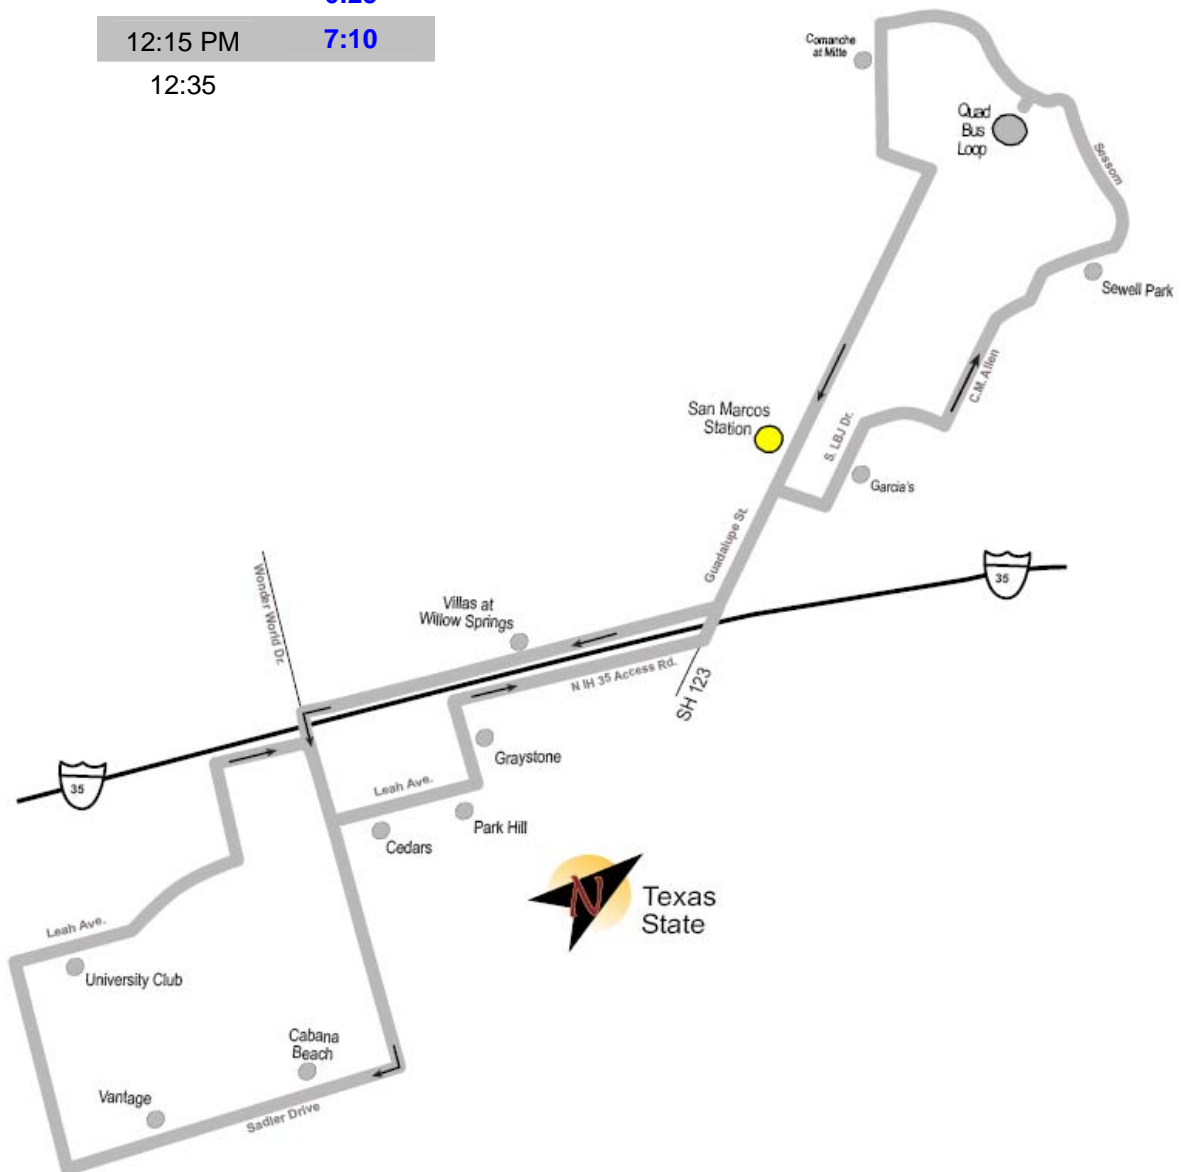 12:15 PM 7:10
12:35
Comanche
at Mitte
Quad
Bus
Loop
Sessom
Sewell Park
C.M. Allen
San Marcos
Station
S. LBJ Dr.
Garcia's
Guadalupe St.
35
Wonder World Dr.
Villas at
Willow Springs
N IH 35 Access Rd.
SH 123
Graystone
35
Leah Ave.
Park Hill
Cedars
N
Texas
State
Leah Ave.
University Club
Cabana
Beach
Vantage
Sadler Drive